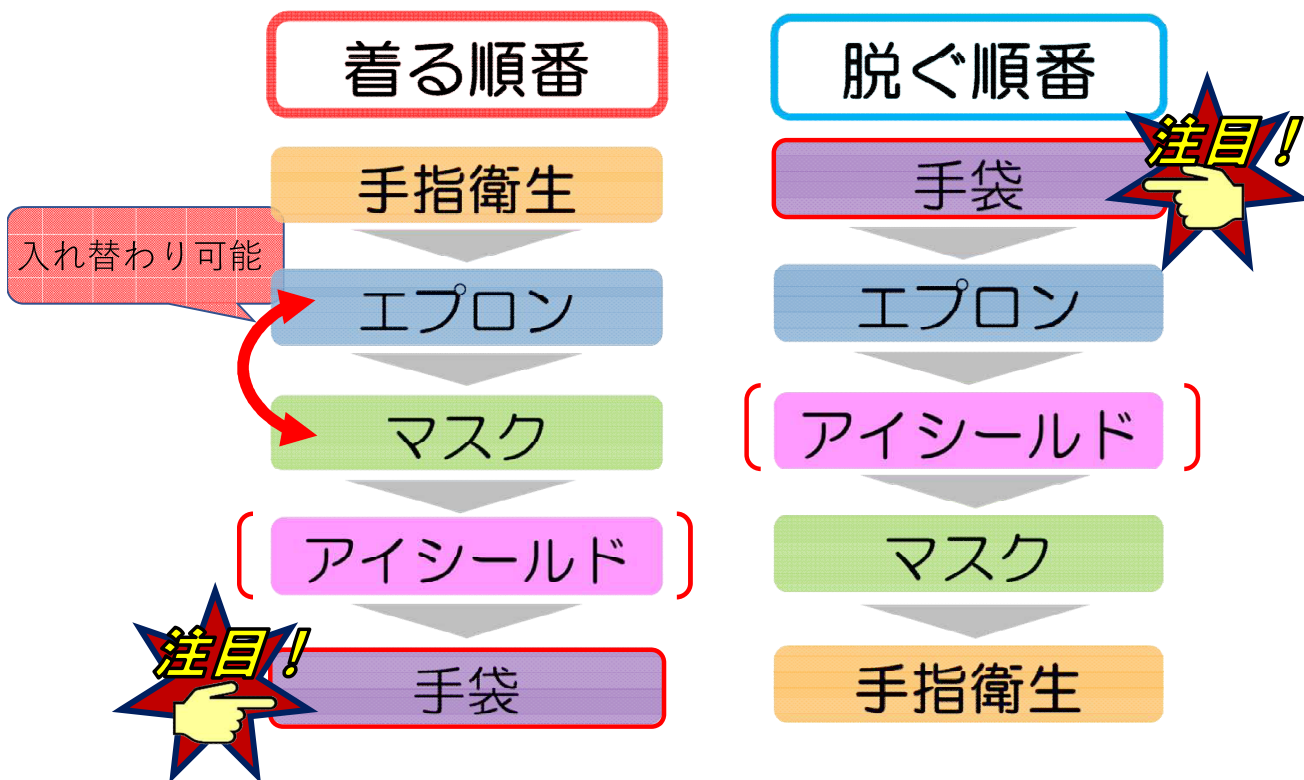 着る順番
手指衛生
入れ替わり可能
エプロン
マスク
アイシールド
注目！
手袋
脱ぐ順番
注目！
手袋
エプロン
アイシールド
マスク
手指衛生